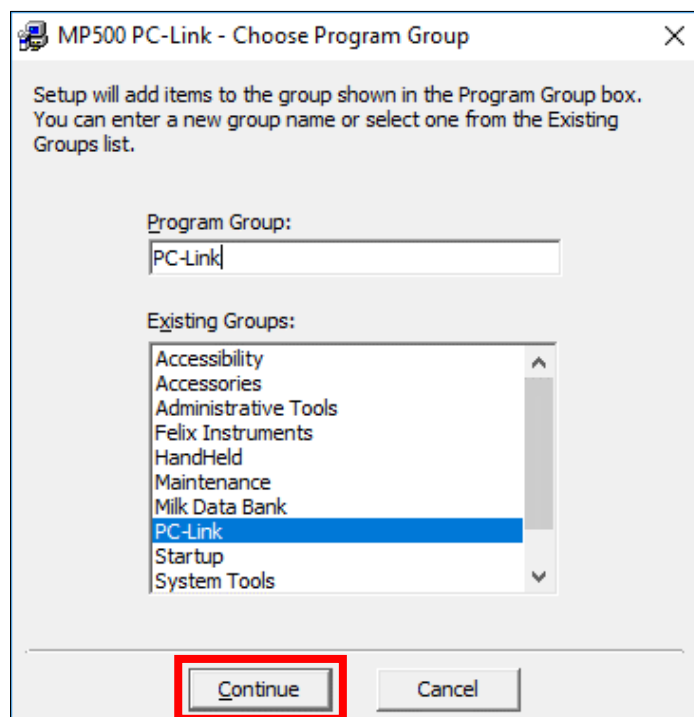 MP500 PC-Link - Choose Program Group
Setup will add items to the group shown in the Program Group box.
You can enter a new group name or select one from the Existing
Groups list.
Program Group:
PC-Link
Existing Groups:
Accessibility
Accessories
Administrative Tools
Felix Instruments
HandHeld
Maintenance
Milk Data Bank
PC-Link
Startup
System Tools
Continue
Cancel